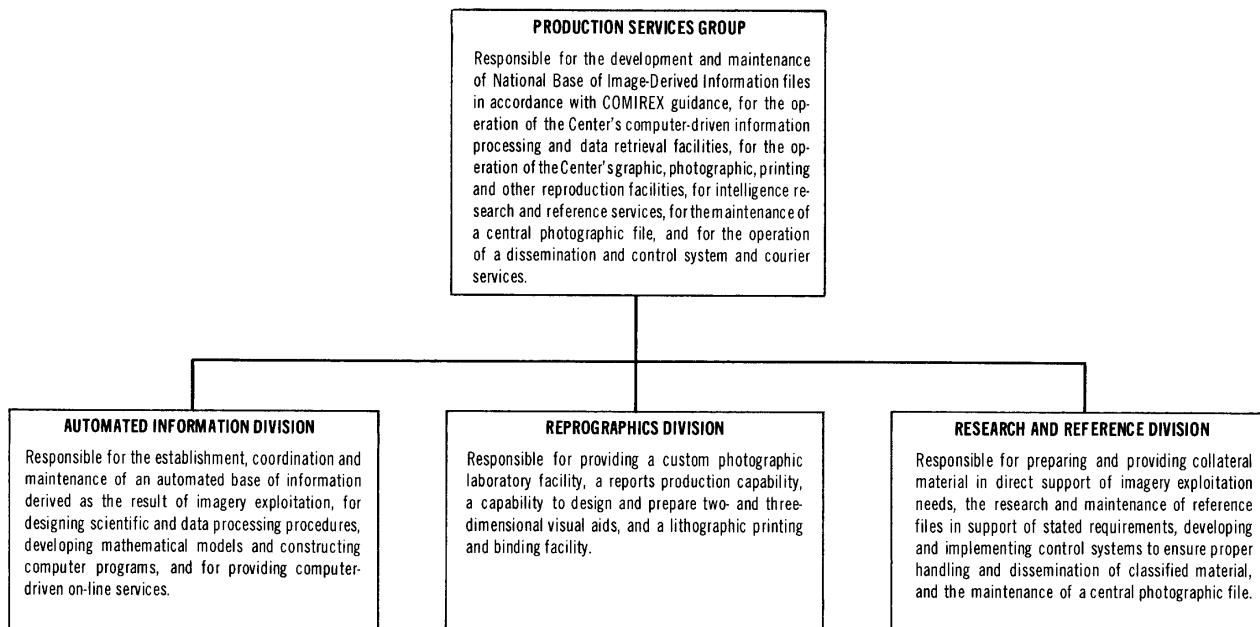 PRODUCTION SERVICES GROUP
Responsible for the development and maintenance
of National Base of Image-Derived Information files
in accordance with COMIREX guidance, for the op-
eration of the Center's computer-driven information
processing and data retrieval facilities, for the op-
eration of the Center's graphic, photographic, printing
and other reproduction facilities, for intelligence re-
search and reference services, for the maintenance of
a central photographic file, and for the operation
of a dissemination and control system and courier
services.
AUTOMATED INFORMATION DIVISION
Responsible for the establishment, coordination and
maintenance of an automated base of information
derived as the result of imagery exploitation, for
designing scientific and data processing procedures,
developing mathematical models and constructing
computer programs, and for providing computer-
driven on-line services.
REPROGRAPHICS DIVISION
Responsible for providing a custom photographic
laboratory facility, a reports production capability,
a capability to design and prepare two- and three-
dimensional visual aids, and a lithographic printing
and binding facility.
RESEARCH AND REFERENCE DIVISION
Responsible for preparing and providing collateral
material in direct support of imagery exploitation
needs, the research and maintenance of reference
files in support of stated requirements, developing
and implementing control systems to ensure proper
handling and dissemination of classified material,
and the maintenance of a central photographic file.